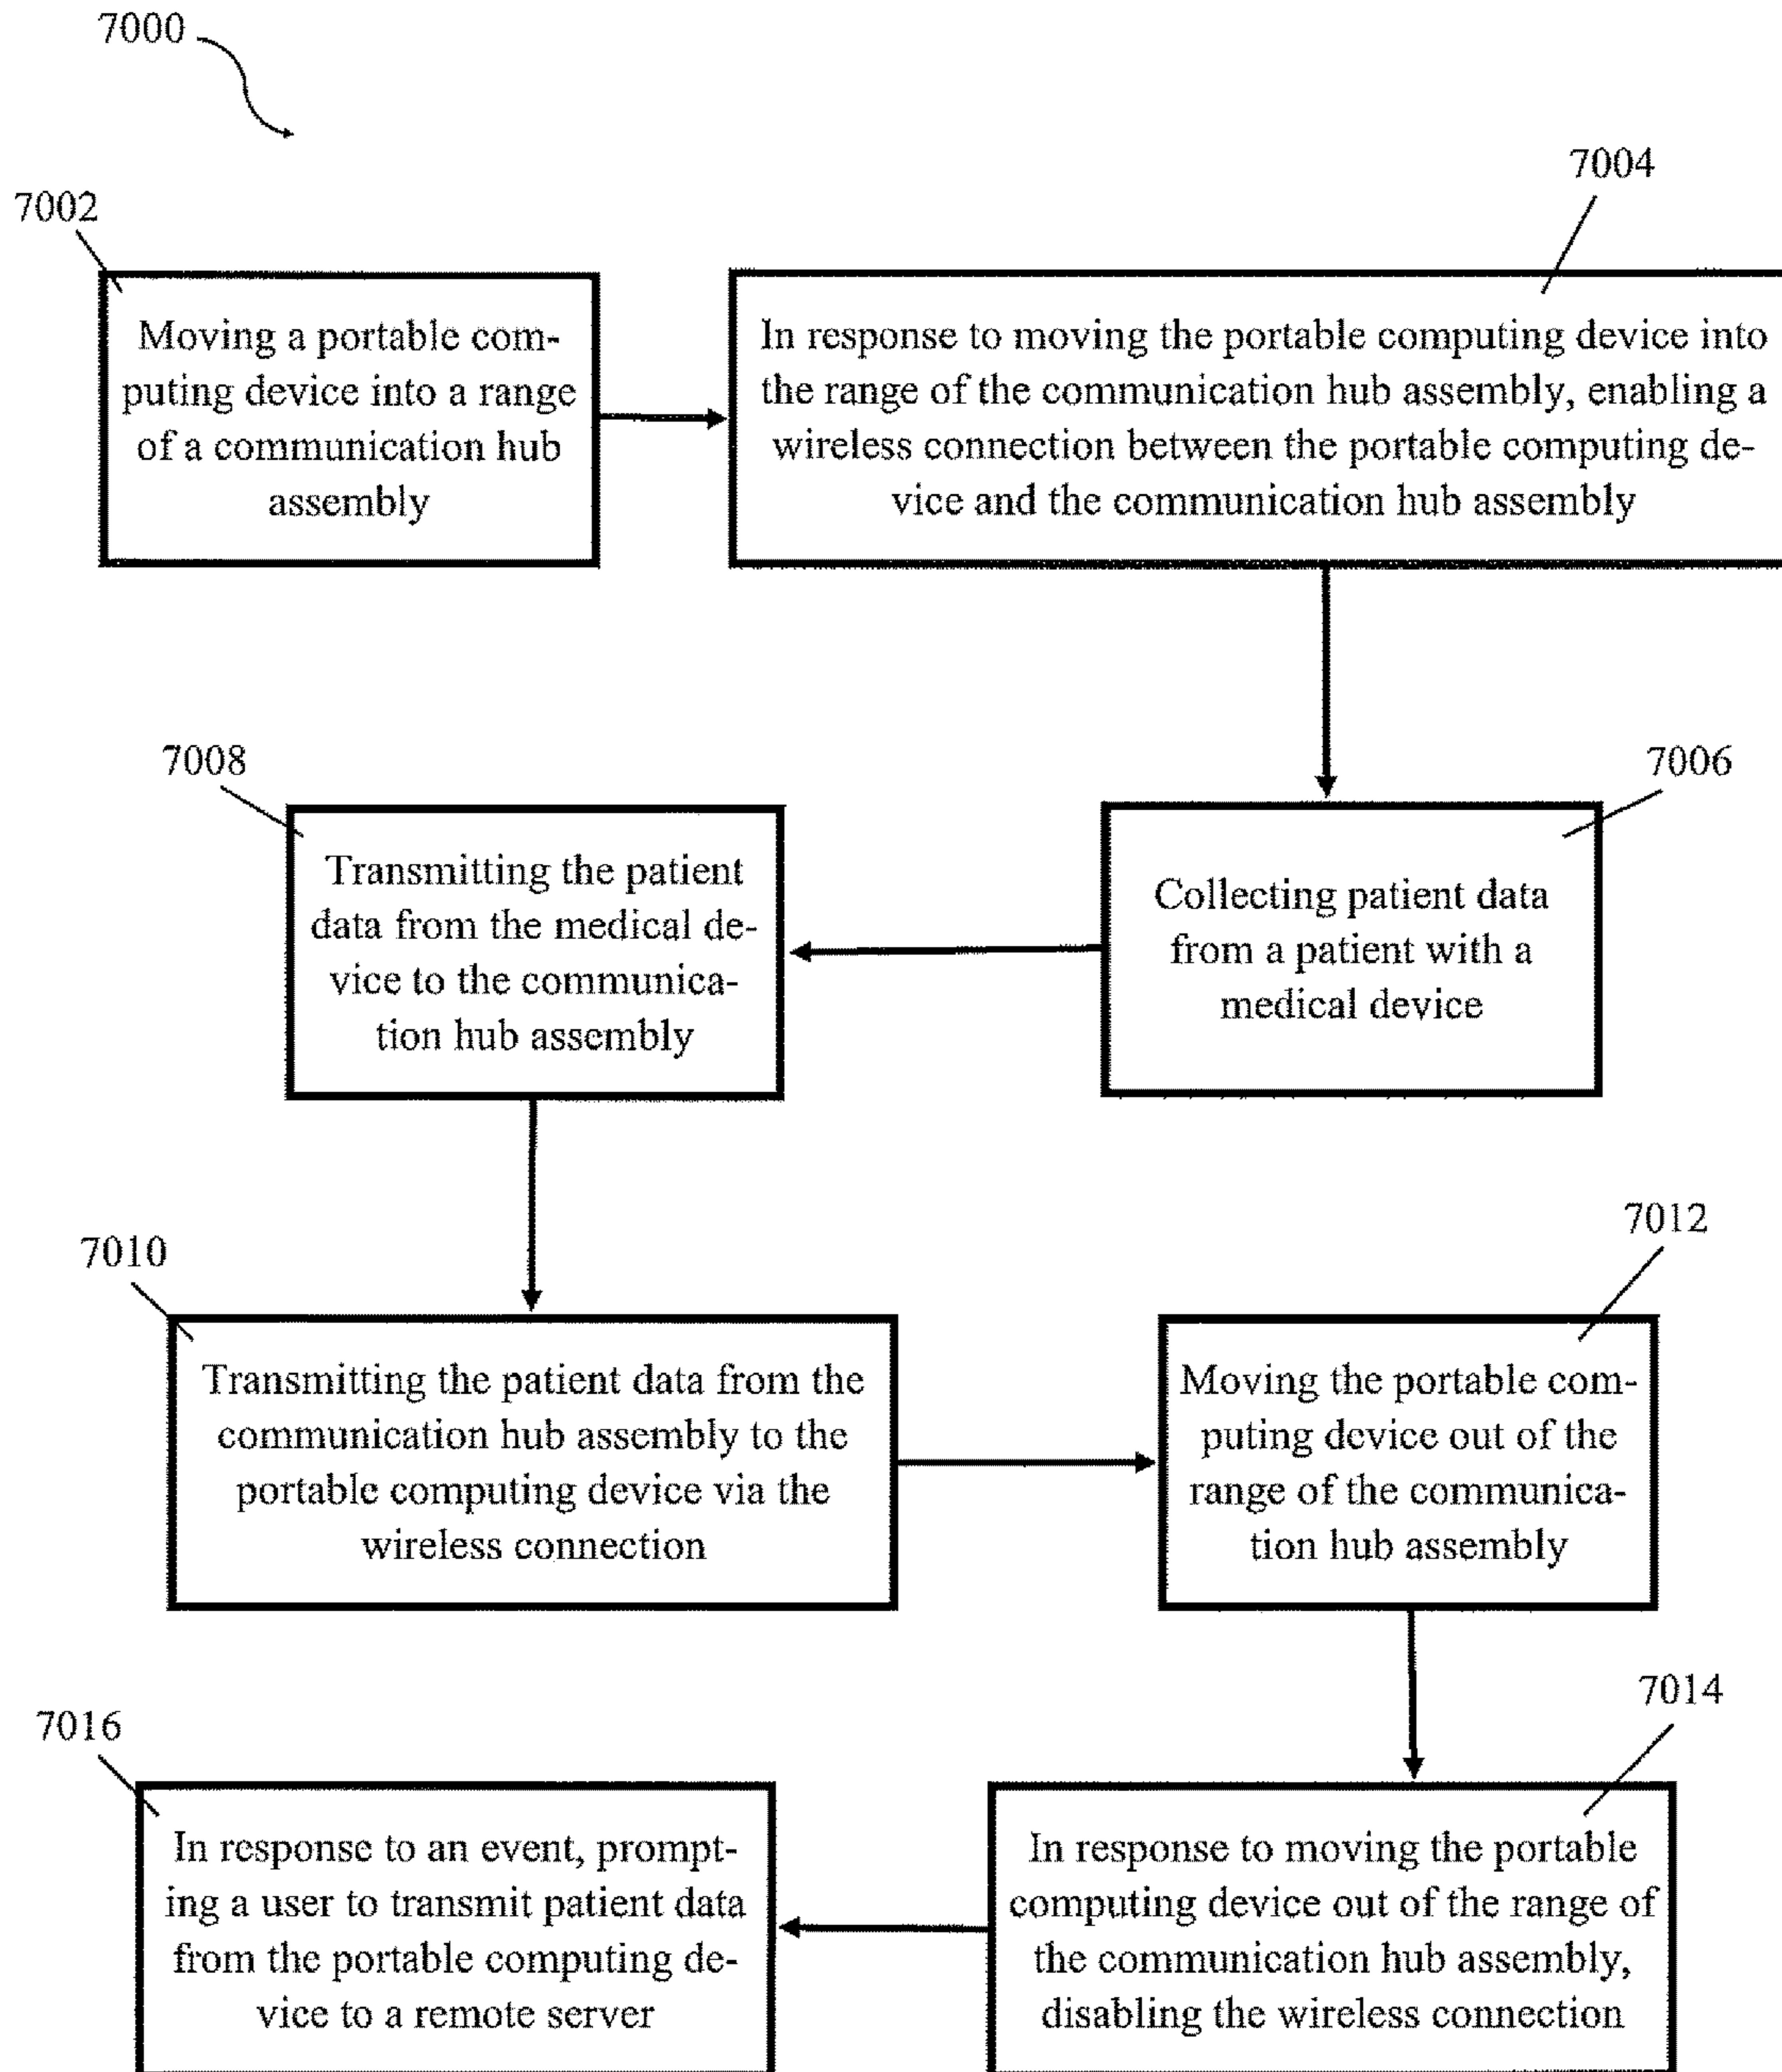 7000
7002
Moving a portable com-
puting device into a range
of a communication hub
assembly
7004
In response to moving the portable computing device into
the range of the communication hub assembly, enabling a
wireless connection between the portable computing de-
vice and the communication hub assembly
7006
Collecting patient data
from a patient with a
medical device
7008
Transmitting the patient
data from the medical de-
vice to the communica-
tion hub assembly
7010
Transmitting the patient data from the
communication hub assembly to the
portable computing device via the
wireless connection
7012
Moving the portable com-
puting device out of the
range of the communica-
tion hub assembly
7014
In response to moving the portable
computing device out of the range of
the communication hub assembly,
disabling the wireless connection
7016
In response to an event, prompt-
ing a user to transmit patient data
from the portable computing de-
vice to a remote server